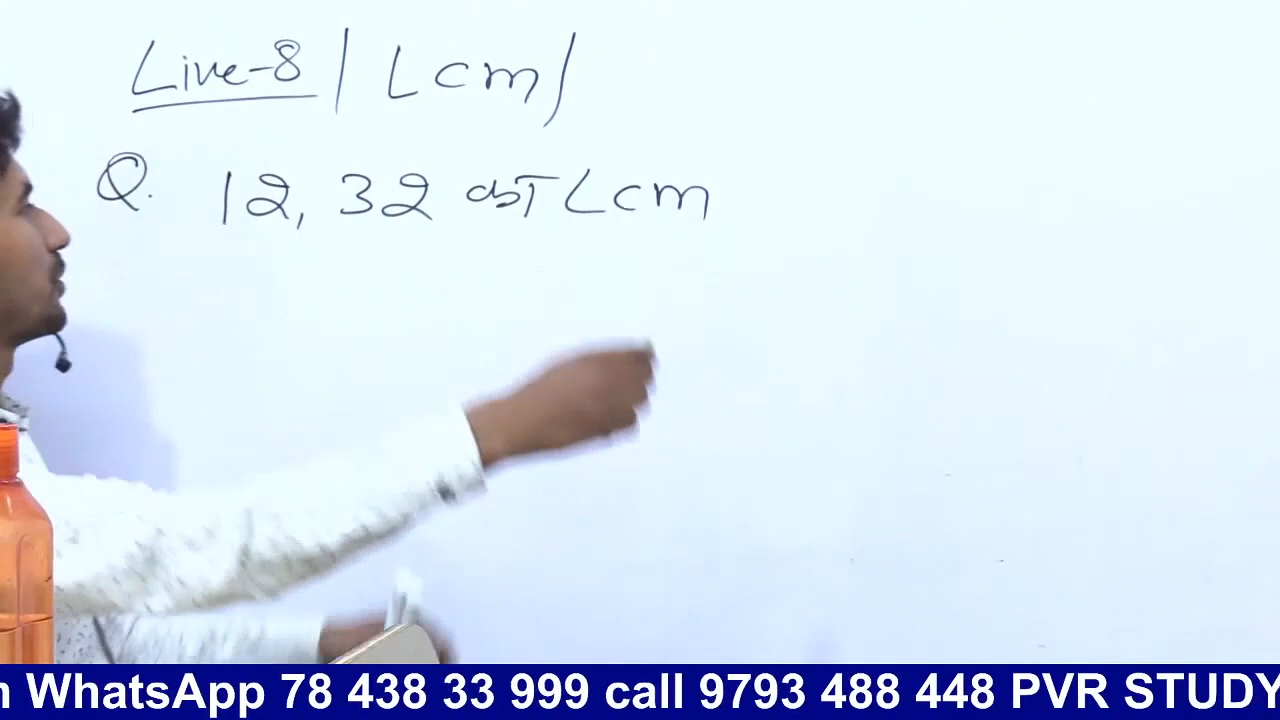 Live-8 | Lcm |
Q. 12, 32 का Lcm
WhatsApp 78 438 33 999 call 9793 488 448 PVR STUDY